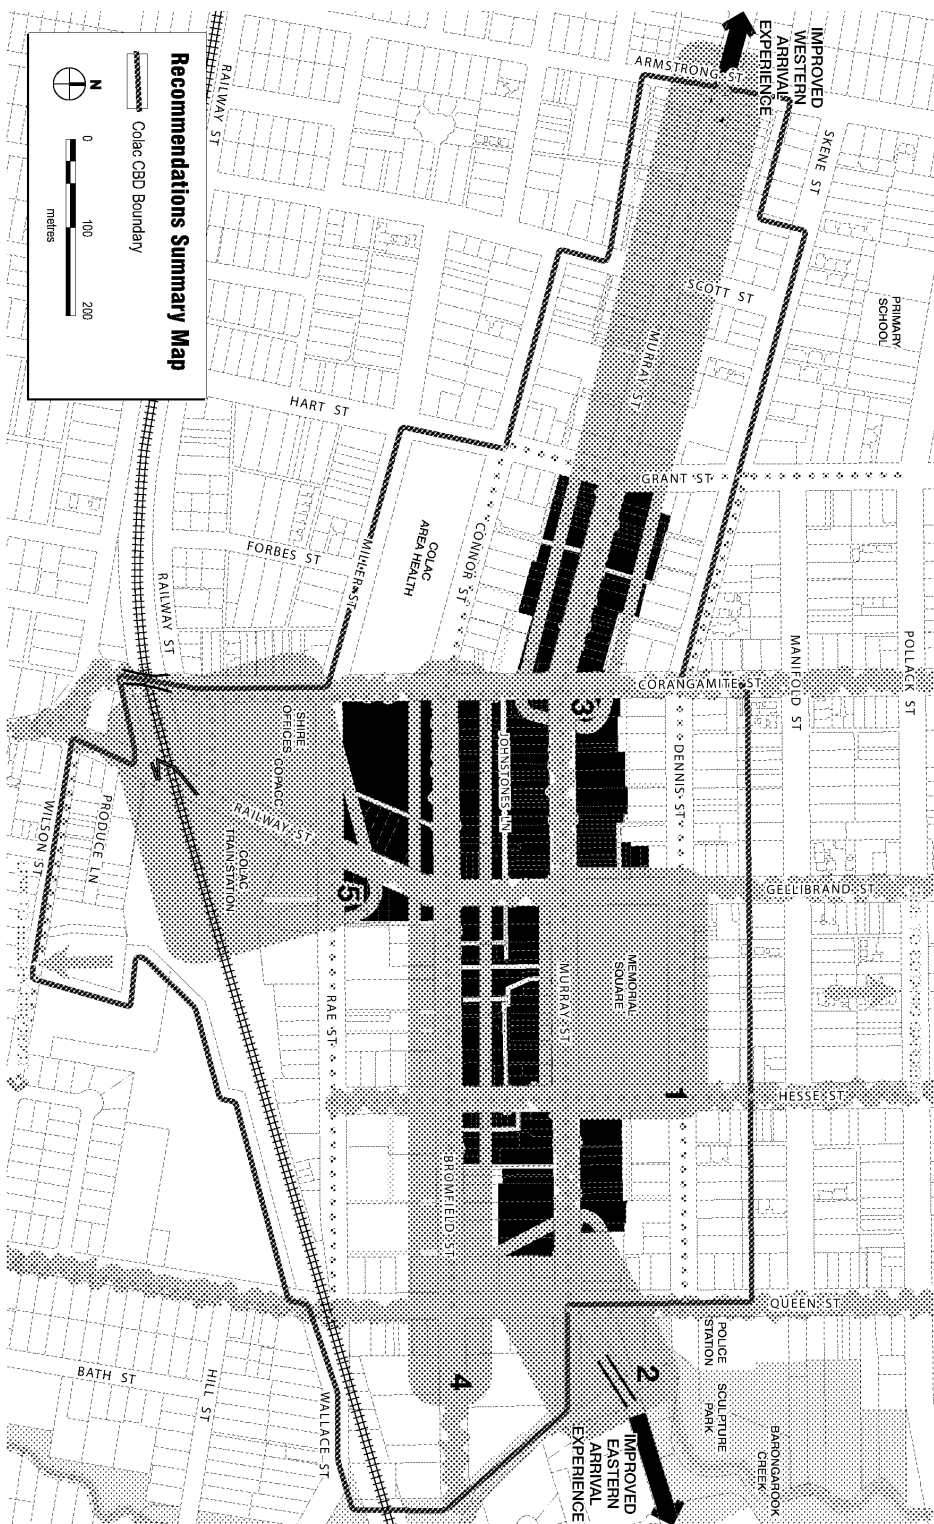 Recommendations Summary Map
Colac CBD Boundary
N
0 100 200
metres
IMPROVED
WESTERN
ARRIVAL
EXPERIENCE
ARMSTRONG ST
SKENE ST
PRIMARY
SCHOOL
SCOTT ST
MURRAY ST
RAILWAY ST
HART ST
GRANT ST
COLAC
AREA HEALTH
CONNOR ST
MILLER ST
FORBES ST
RAILWAY ST
CORANGAMITE ST
MANIFOLD ST
POLLACK ST
DENNIS ST
3
JOHNSTONES LN
SHIRE
OFFICES
COPACC
RAILWAY ST
COLAC
TRAIN STATION
PRODUCE LN
WILSON ST
5
GELLIBRAND ST
MEMORIAL
SQUARE
MURRAY ST
RAE ST
1
HESSE ST
BROMFIELD ST
QUEEN ST
POLICE
STATION
SCULPTURE
PARK
BARONGAROOK
CREEK
2
4
IMPROVED
EASTERN
ARRIVAL
EXPERIENCE
WALLACE ST
HILL ST
BATH ST